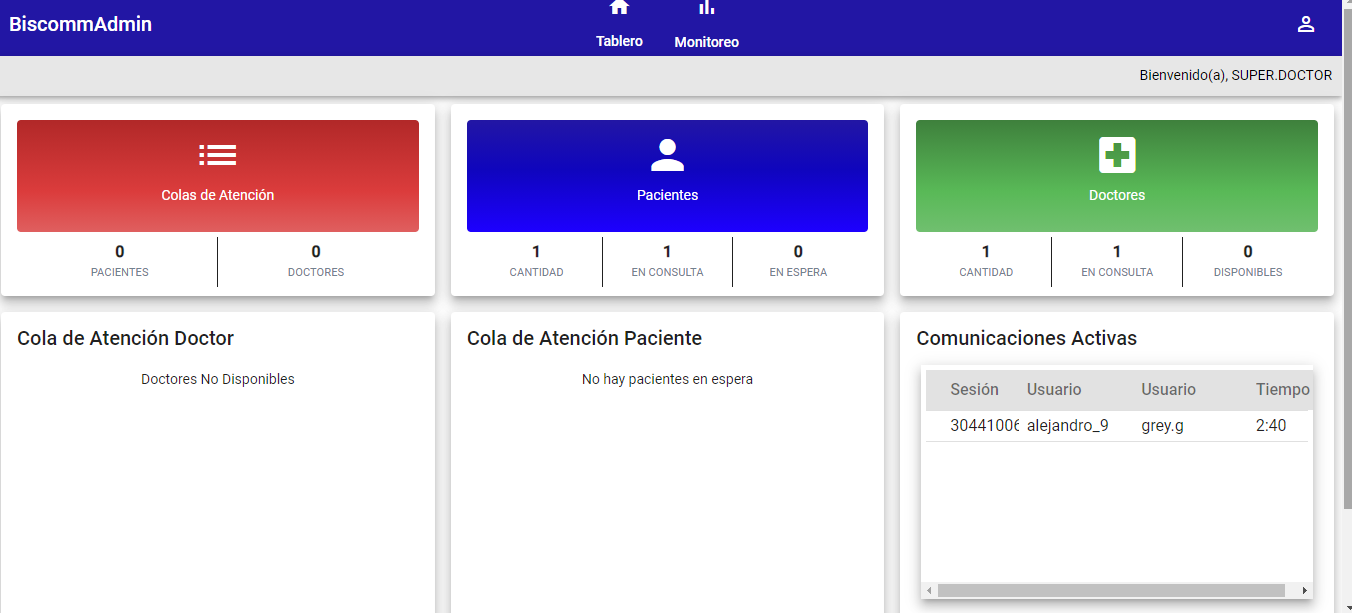 BiscommAdmin
Tablero
Monitoreo
Bienvenido(a), SUPER.DOCTOR
Colas de Atención
0 0
PACIENTES DOCTORES
Pacientes
1 1 0
CANTIDAD EN CONSULTA EN ESPERA
Doctores
1 1 0
CANTIDAD EN CONSULTA DISPONIBLES
Cola de Atención Doctor
Doctores No Disponibles
Cola de Atención Paciente
No hay pacientes en espera
Comunicaciones Activas
Sesión Usuario Usuario Tiempo
30441006 alejandro_9 grey.g 2:40